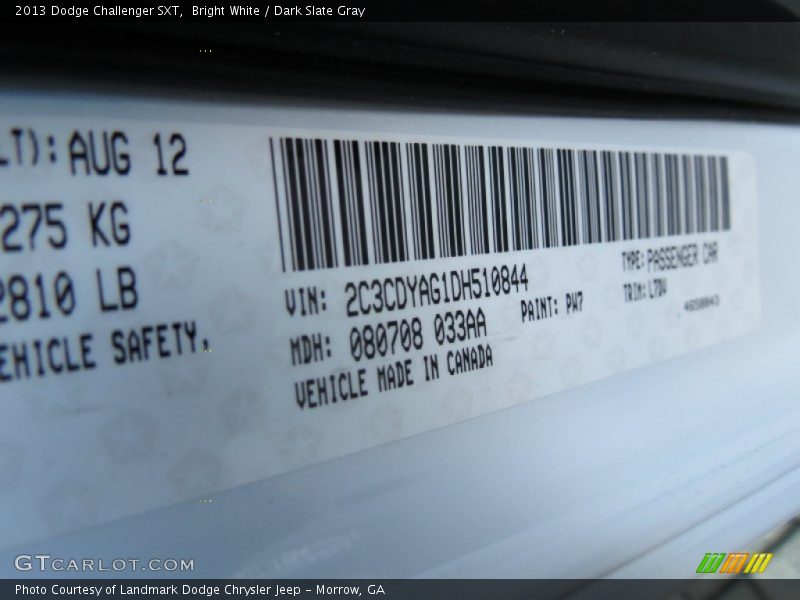 2013 Dodge Challenger SXT, Bright White / Dark Slate Gray
LT): AUG 12
275 KG
2810 LB
EHICLE SAFETY,
VIN: 2C3CDYAG1DH510844
MDH: 080708 033AA
VEHICLE MADE IN CANADA
PAINT: PW7
TYPE: PASSENGER CAR
TRIM: L7DV
GTCARLOT.COM
Photo Courtesy of Landmark Dodge Chrysler Jeep – Morrow, GA